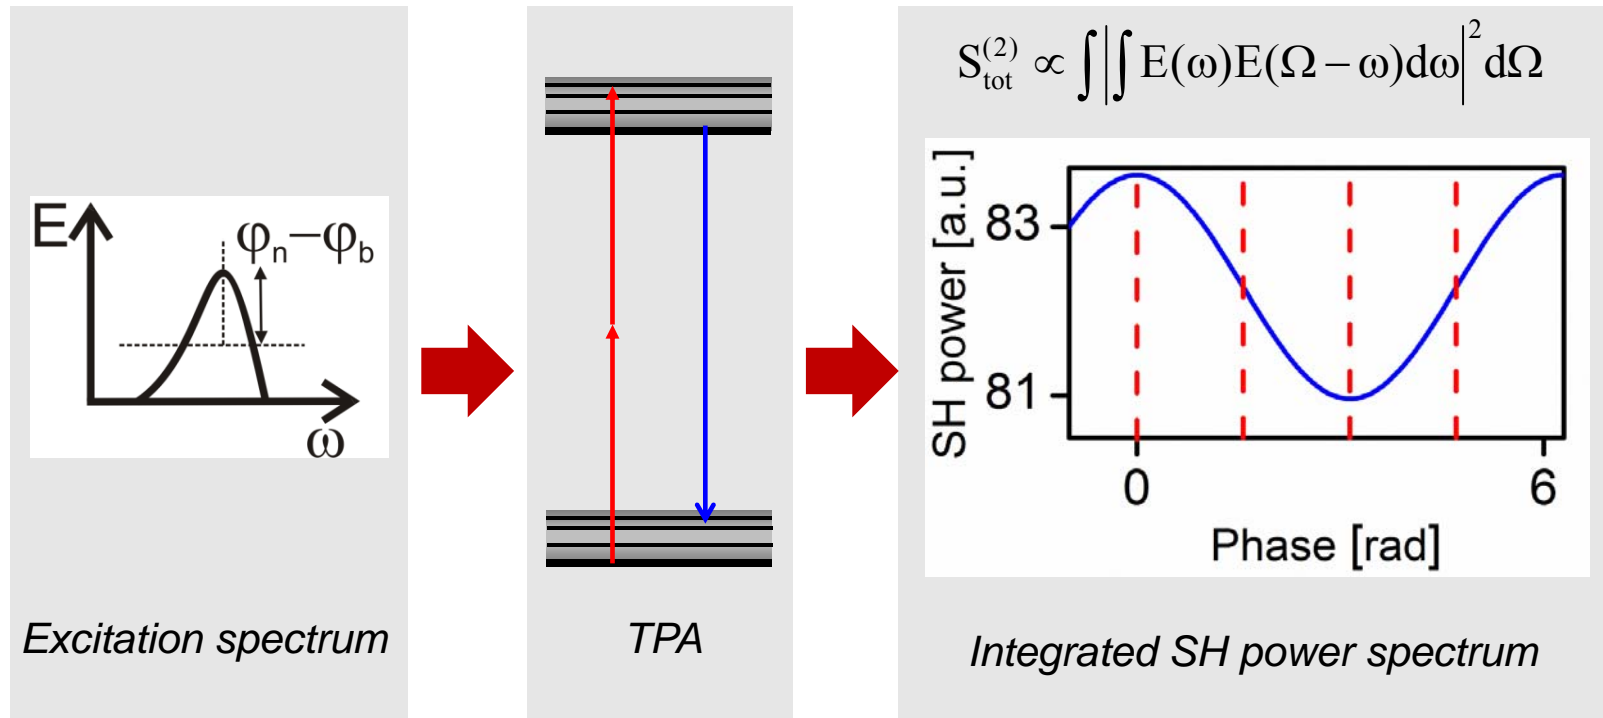 E
φn−φb
ω
Excitation spectrum
TPA
S(2)tot ∝ ∫|∫E(ω)E(Ω−ω)dω|2dΩ
SH power [a.u.]
83
81
0 6
Phase [rad]
Integrated SH power spectrum